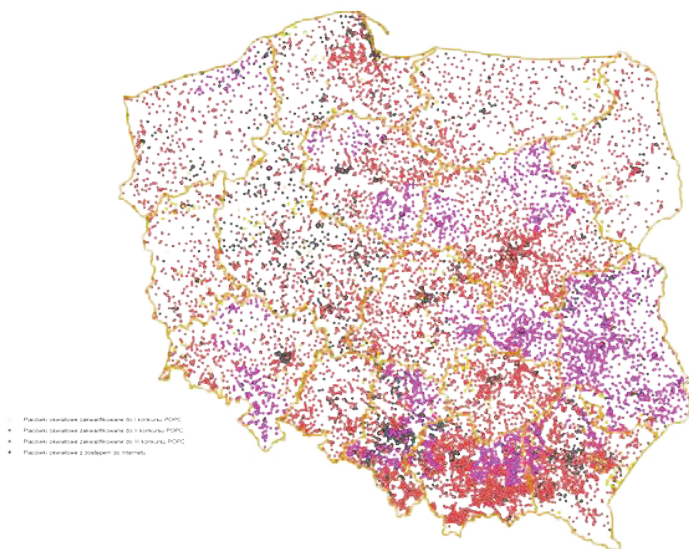 Placówki oświatowe zakwalifikowane do I konkursu POPC
Placówki oświatowe zakwalifikowane do II konkursu POPC
Placówki oświatowe zakwalifikowane do III konkursu POPC
Placówki oświatowe z dostępem do internetu